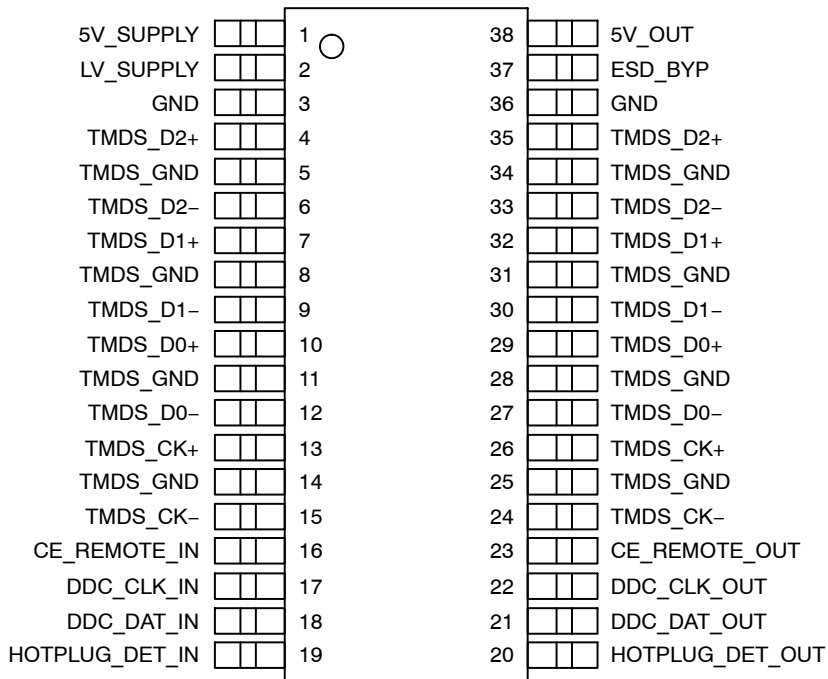 5V_SUPPLY 1 38 5V_OUT
LV_SUPPLY 2 37 ESD_BYP
GND 3 36 GND
TMDS_D2+ 4 35 TMDS_D2+
TMDS_GND 5 34 TMDS_GND
TMDS_D2− 6 33 TMDS_D2−
TMDS_D1+ 7 32 TMDS_D1+
TMDS_GND 8 31 TMDS_GND
TMDS_D1− 9 30 TMDS_D1−
TMDS_D0+ 10 29 TMDS_D0+
TMDS_GND 11 28 TMDS_GND
TMDS_D0− 12 27 TMDS_D0−
TMDS_CK+ 13 26 TMDS_CK+
TMDS_GND 14 25 TMDS_GND
TMDS_CK− 15 24 TMDS_CK−
CE_REMOTE_IN 16 23 CE_REMOTE_OUT
DDC_CLK_IN 17 22 DDC_CLK_OUT
DDC_DAT_IN 18 21 DDC_DAT_OUT
HOTPLUG_DET_IN 19 20 HOTPLUG_DET_OUT